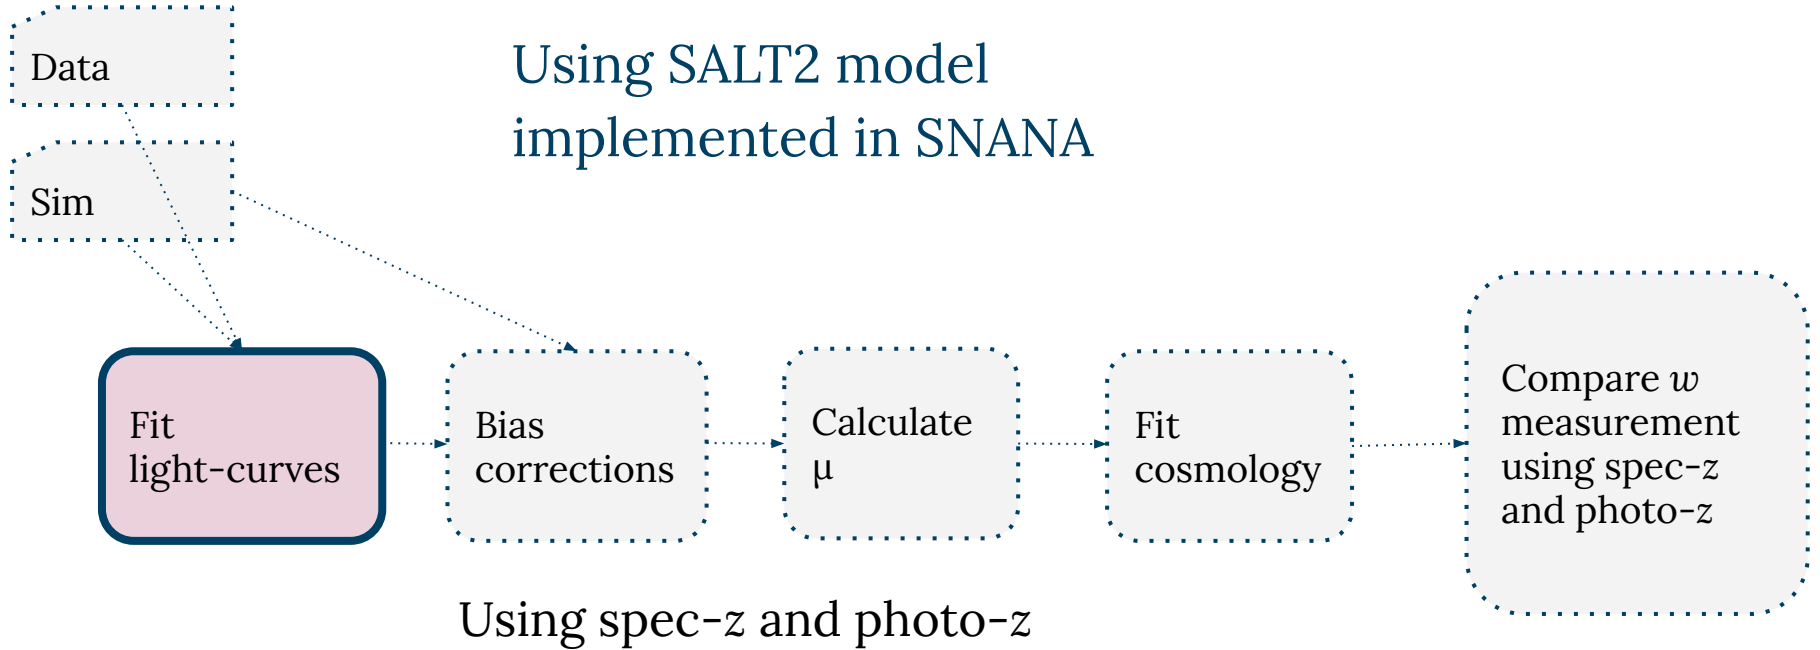 Data
Using SALT2 model
implemented in SNANA
Sim
Fit
light-curves
Bias
corrections
Calculate
μ
Fit
cosmology
Compare w
measurement
using spec-z
and photo-z
Using spec-z and photo-z